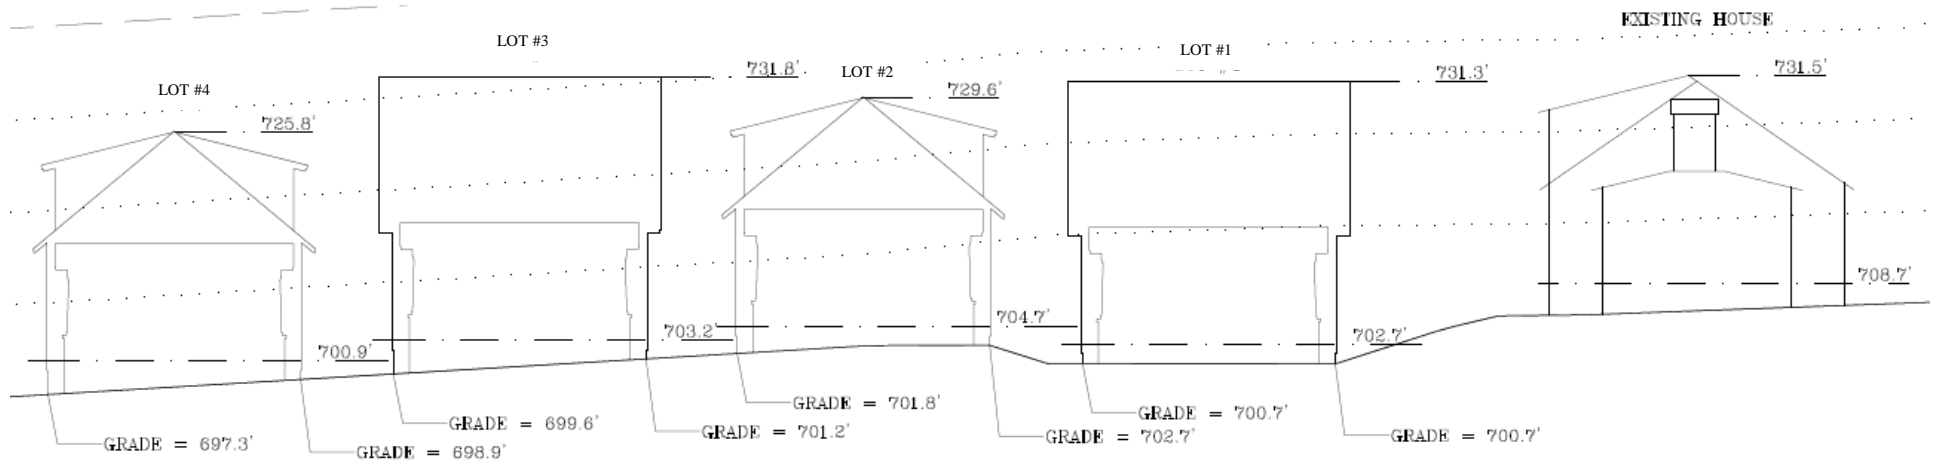 EXISTING HOUSE
LOT #3
LOT #1
731.8'
LOT #2
731.3'
731.5'
LOT #4
729.6'
725.8'
708.7'
704.7'
703.2'
702.7'
700.9'
GRADE = 701.8'
GRADE = 700.7'
GRADE = 699.6'
GRADE = 701.2'
GRADE = 702.7'
GRADE = 700.7'
GRADE = 697.3'
GRADE = 698.9'